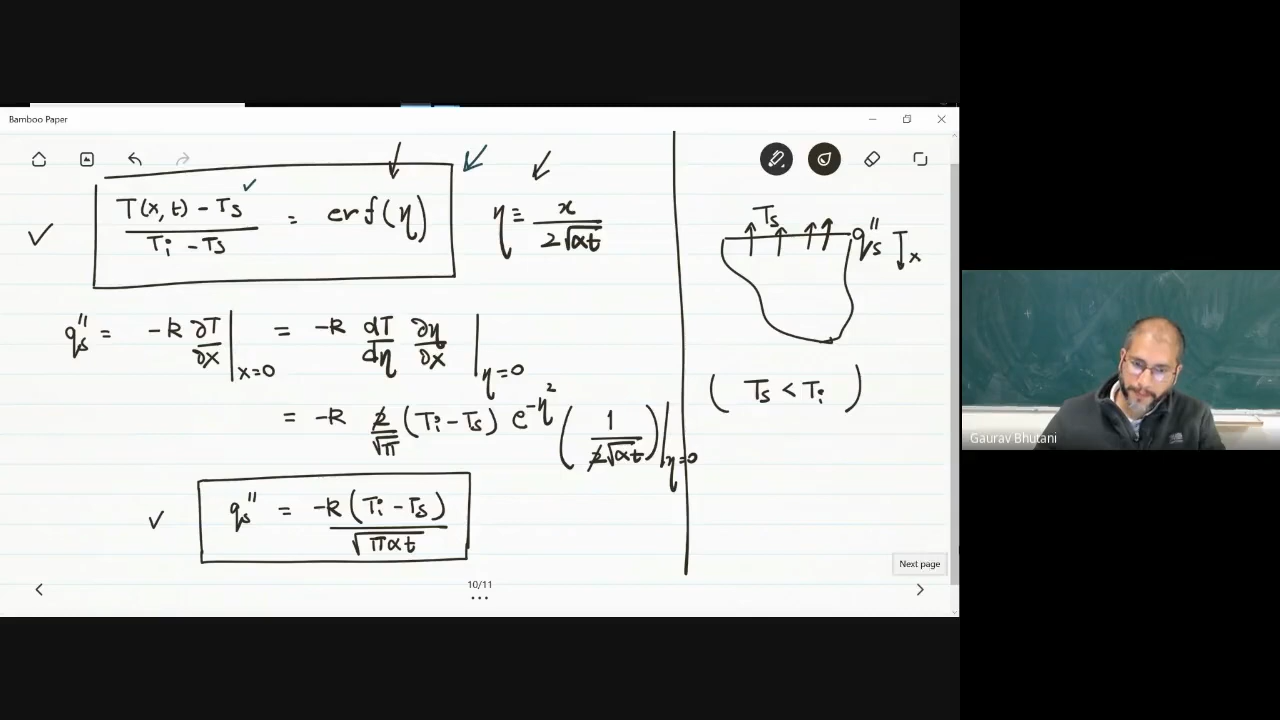 Bamboo Paper
T(x, t) - Ts / Ti - Ts = erf(η)
η ≡ x / 2√αt
qs'' = -k ∂T/∂x |x=0 = -k dT/dη ∂η/∂x |η=0
= -k 2/√π (Ti - Ts) e^-η² (1 / 2√αt) |η=0
qs'' = -k (Ti - Ts) / √παt
Ts
qs''
x
( Ts < Ti )
Next page
10/11
Gaurav Bhutani